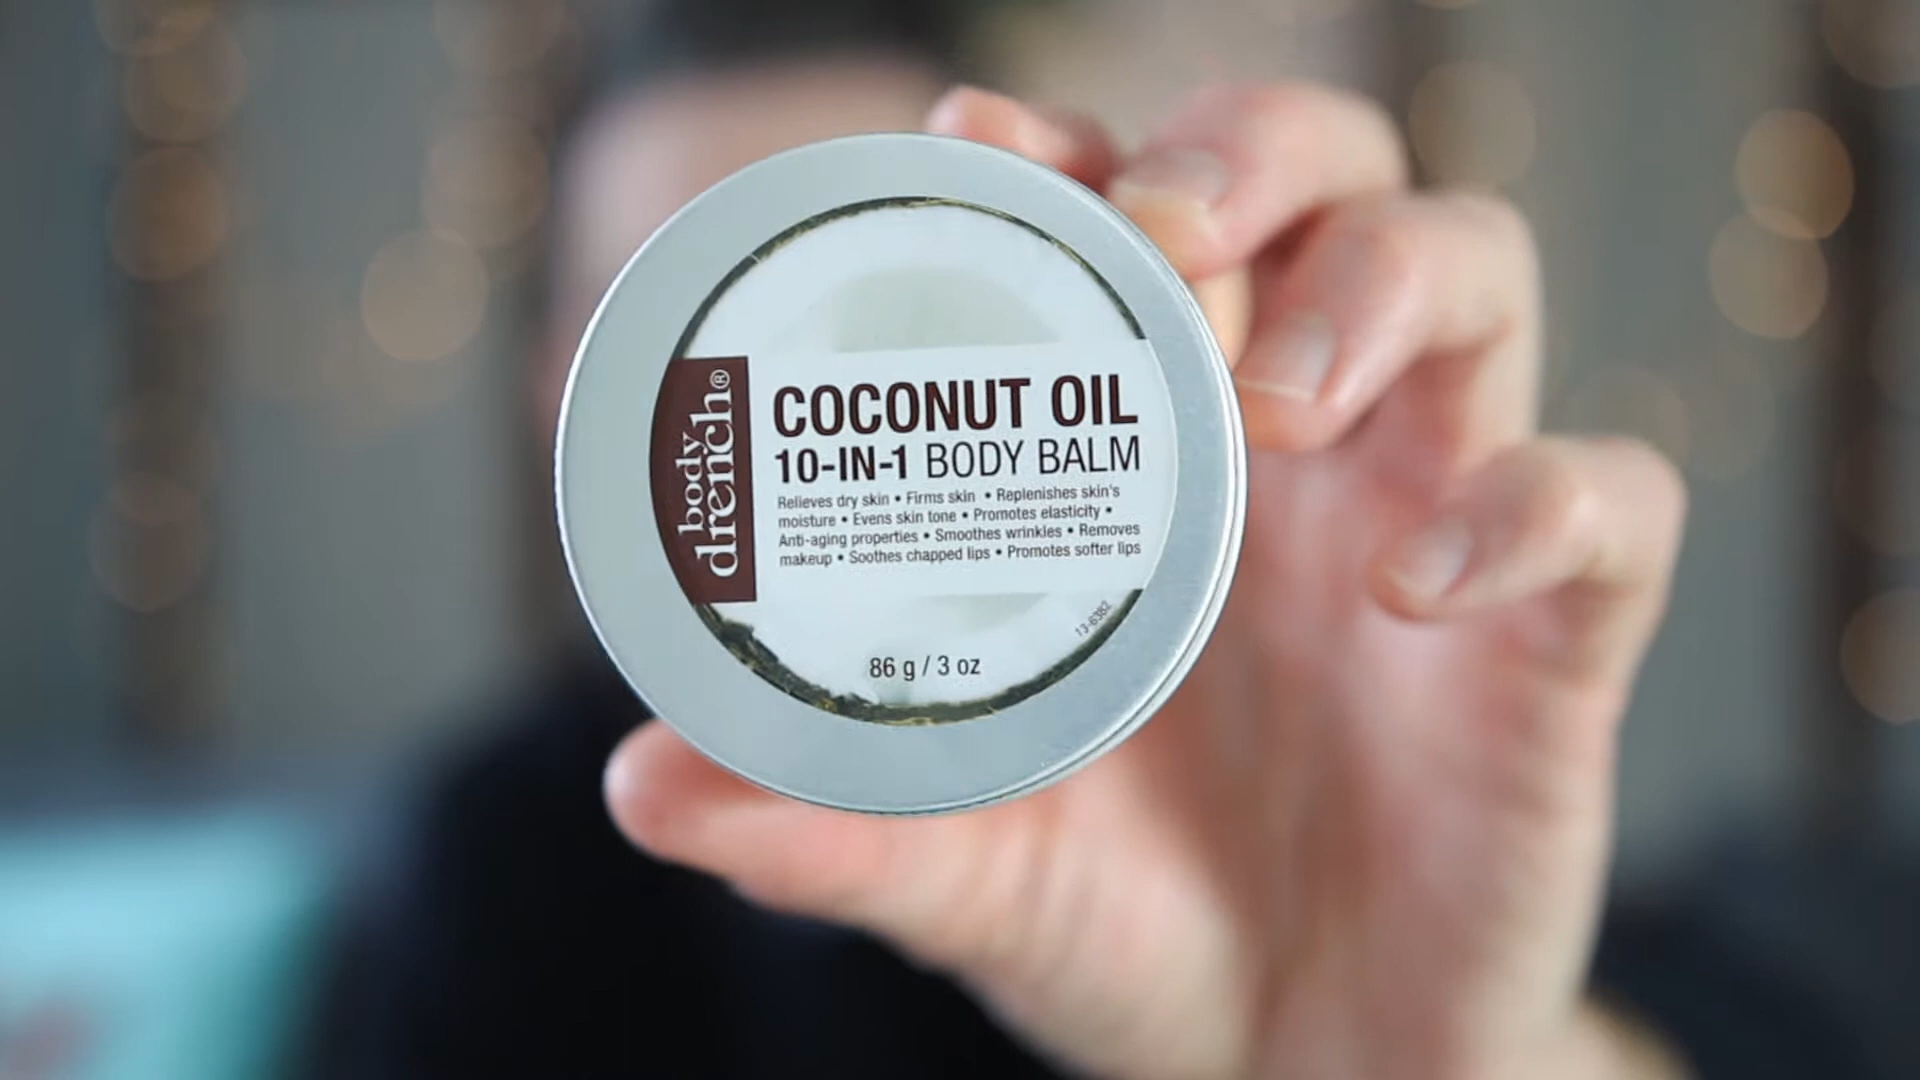 body
drench®
COCONUT OIL
10-IN-1 BODY BALM
Relieves dry skin • Firms skin • Replenishes skin's
moisture • Evens skin tone • Promotes elasticity •
Anti-aging properties • Smoothes wrinkles • Removes
makeup • Soothes chapped lips • Promotes softer lips
13-6382
86 g / 3 oz